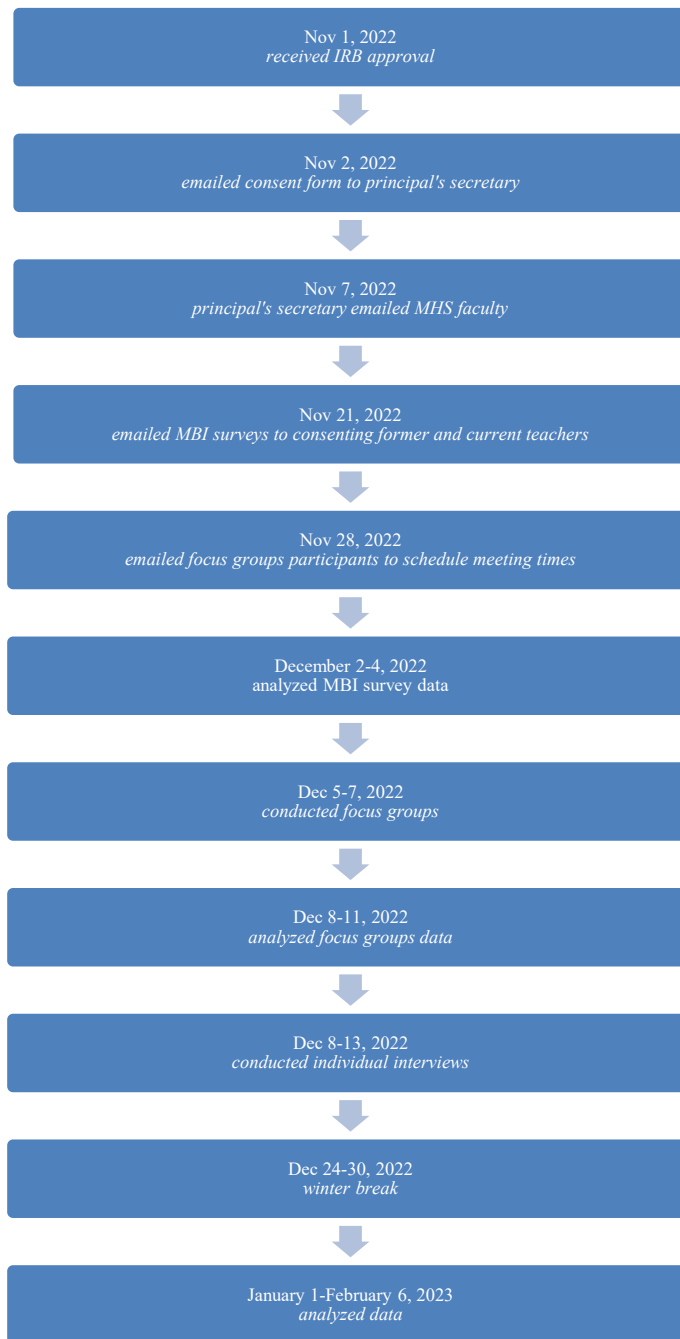 Nov 1, 2022
received IRB approval
Nov 2, 2022
emailed consent form to principal's secretary
Nov 7, 2022
principal's secretary emailed MHS faculty
Nov 21, 2022
emailed MBI surveys to consenting former and current teachers
Nov 28, 2022
emailed focus groups participants to schedule meeting times
December 2-4, 2022
analyzed MBI survey data
Dec 5-7, 2022
conducted focus groups
Dec 8-11, 2022
analyzed focus groups data
Dec 8-13, 2022
conducted individual interviews
Dec 24-30, 2022
winter break
January 1-February 6, 2023
analyzed data